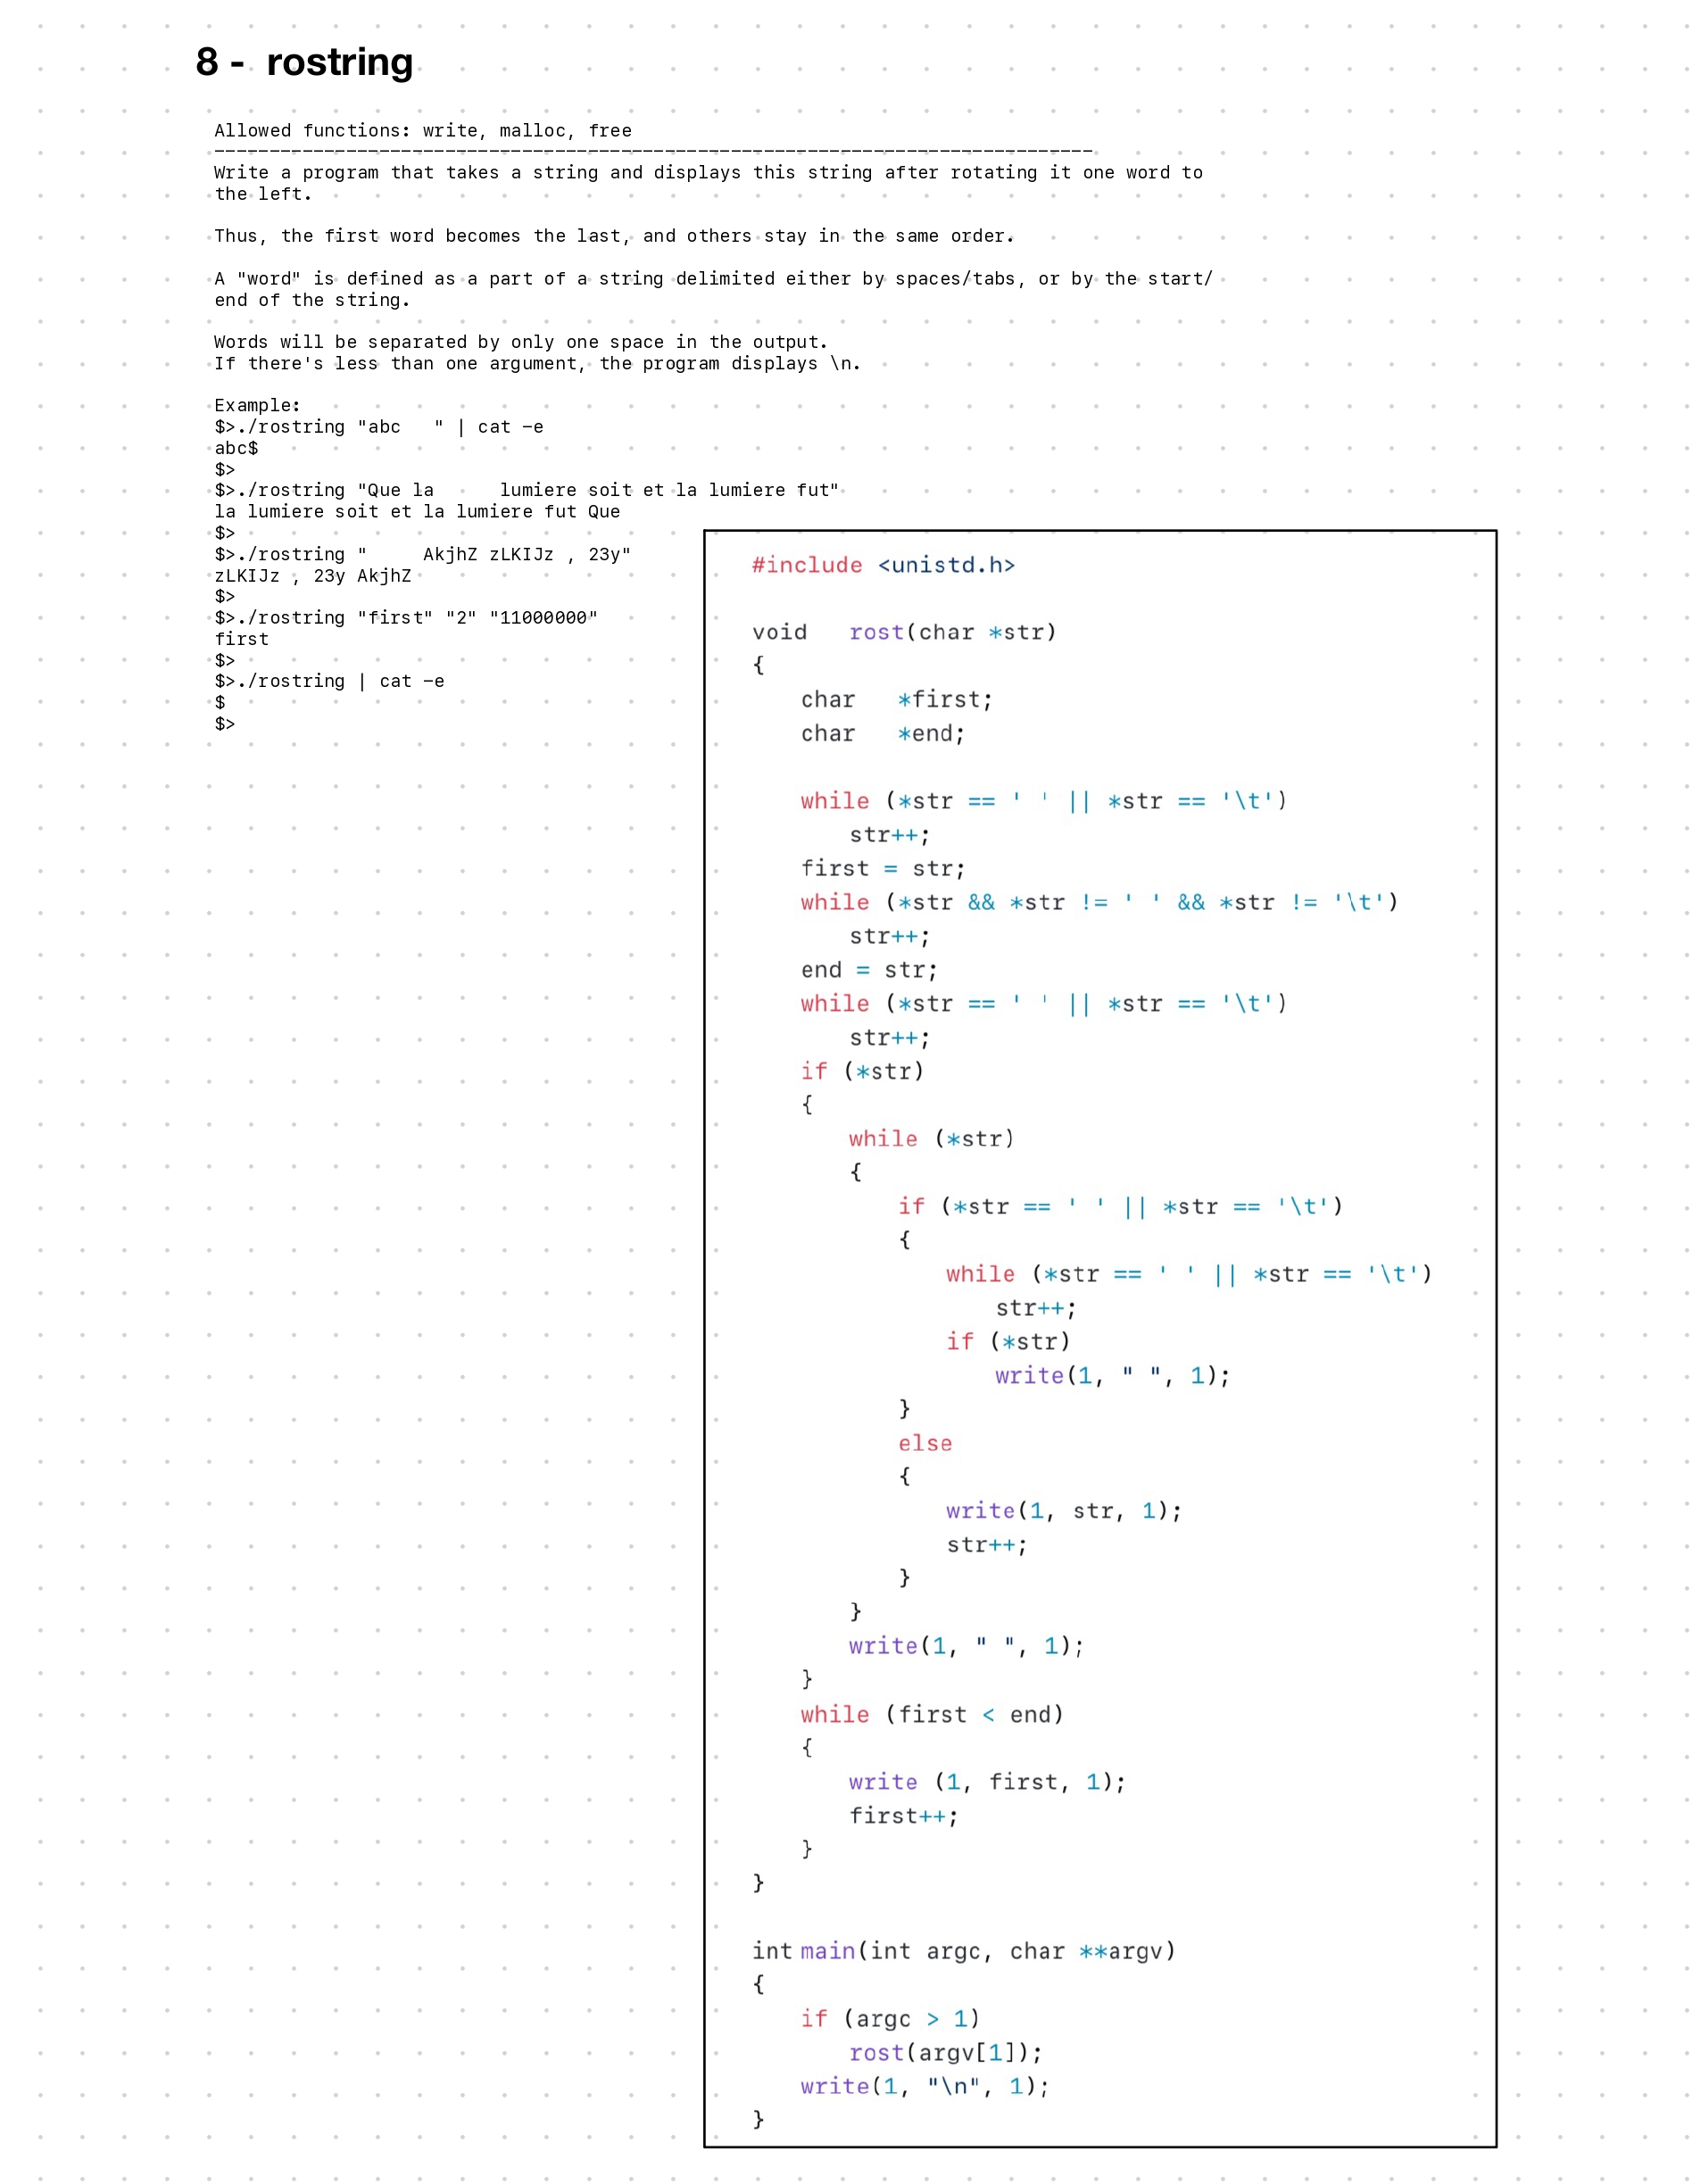 8 -  rostring
Allowed functions: write, malloc, free
--------------------------------------------------------------------------------
Write a program that takes a string and displays this string after rotating it one word to
the left.
Thus, the first word becomes the last, and others stay in the same order.
A "word" is defined as a part of a string delimited either by spaces/tabs, or by the start/
end of the string.
Words will be separated by only one space in the output.
If there's less than one argument, the program displays \n.
Example:
$>./rostring "abc   " | cat -e
abc$
$>
$>./rostring "Que la      lumiere soit et la lumiere fut"
la lumiere soit et la lumiere fut Que
$>
$>./rostring "     AkjhZ zLKIJz , 23y"
zLKIJz , 23y AkjhZ
$>
$>./rostring "first" "2" "11000000"
first
$>
$>./rostring | cat -e
$
$>
#include <unistd.h>
void   rost(char *str)
{
    char   *first;
    char   *end;
    while (*str == ' ' || *str == '\t')
        str++;
    first = str;
    while (*str && *str != ' ' && *str != '\t')
        str++;
    end = str;
    while (*str == ' ' || *str == '\t')
        str++;
    if (*str)
    {
        while (*str)
        {
            if (*str == ' ' || *str == '\t')
            {
                while (*str == ' ' || *str == '\t')
                    str++;
                if (*str)
                    write(1, " ", 1);
            }
            else
            {
                write(1, str, 1);
                str++;
            }
        }
        write(1, " ", 1);
    }
    while (first < end)
    {
        write (1, first, 1);
        first++;
    }
}
int main(int argc, char **argv)
{
    if (argc > 1)
        rost(argv[1]);
    write(1, "\n", 1);
}